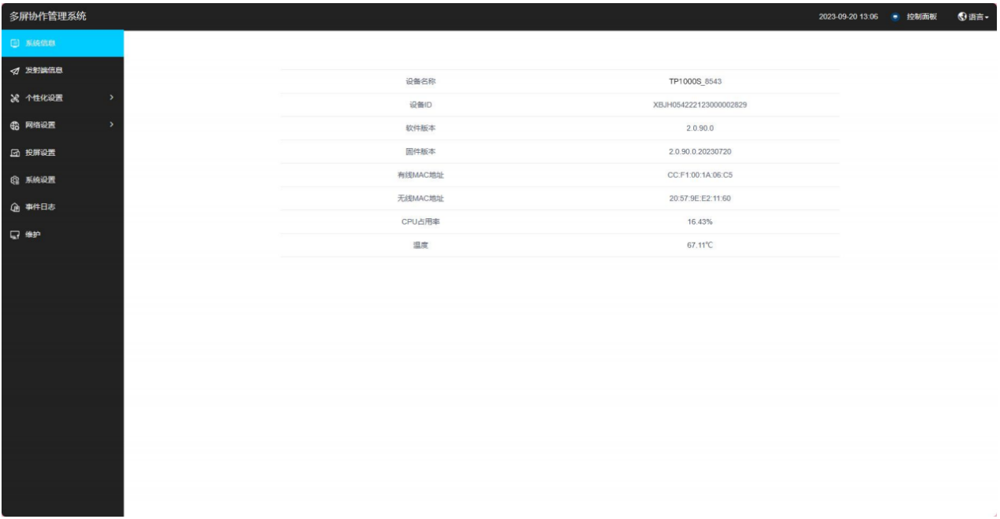 多屏协作管理系统
2023-09-20 13:06 控制面板 语言
系统信息
发射端信息
个性化设置
网络设置
投屏设置
系统设置
事件日志
维护
设备名称 TP1000S_8543
设备ID XBJH054222123000002829
软件版本 2.0.90.0
固件版本 2.0.90.0.20230720
有线MAC地址 CC:F1:00:1A:06:C5
无线MAC地址 20:57:9E:E2:11:60
CPU占用率 16.43%
温度 67.11℃